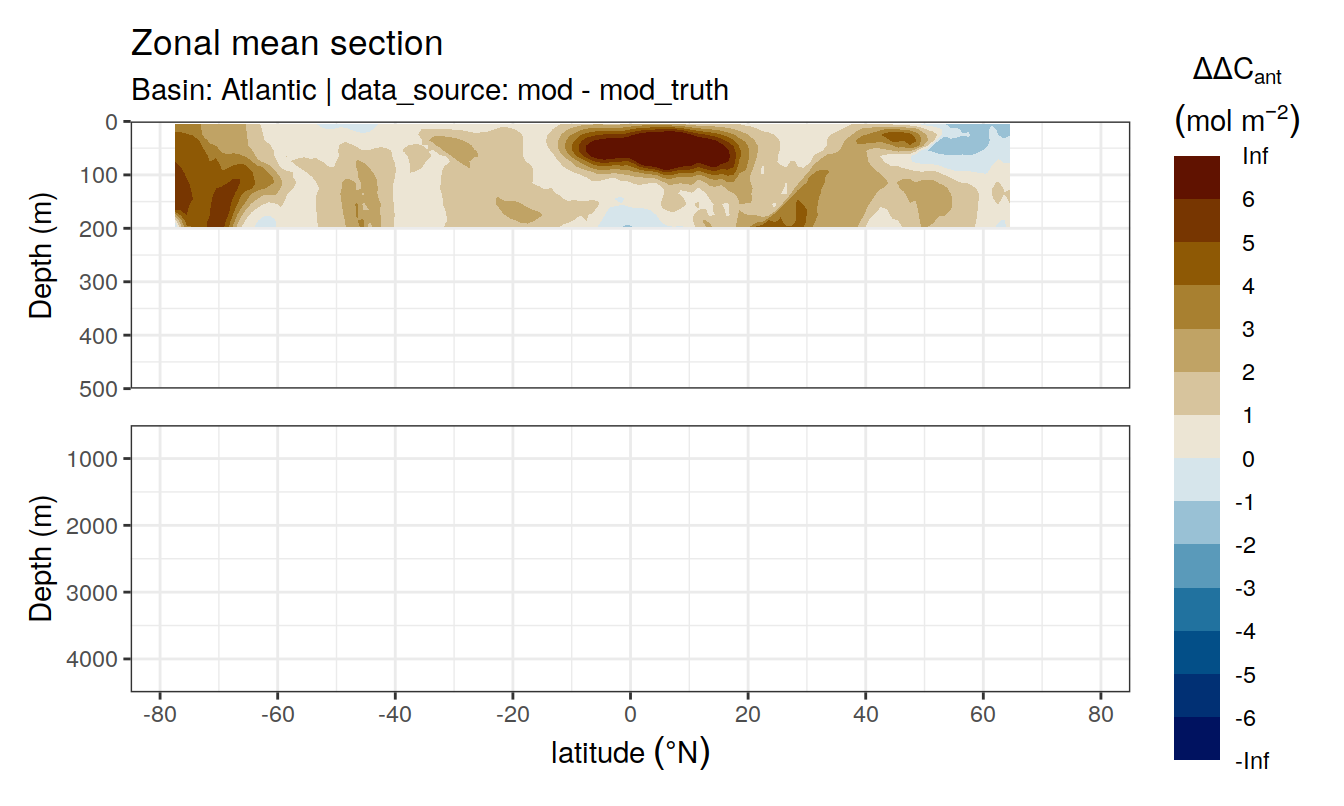 Zonal mean section
Basin: Atlantic | data_source: mod - mod_truth
ΔΔCant
(mol m−2)
Inf
6
5
4
3
2
1
0
-1
-2
-3
-4
-5
-6
-Inf
Depth (m)
0
100
200
300
400
500
Depth (m)
1000
2000
3000
4000
-80 -60 -40 -20 0 20 40 60 80
latitude (°N)